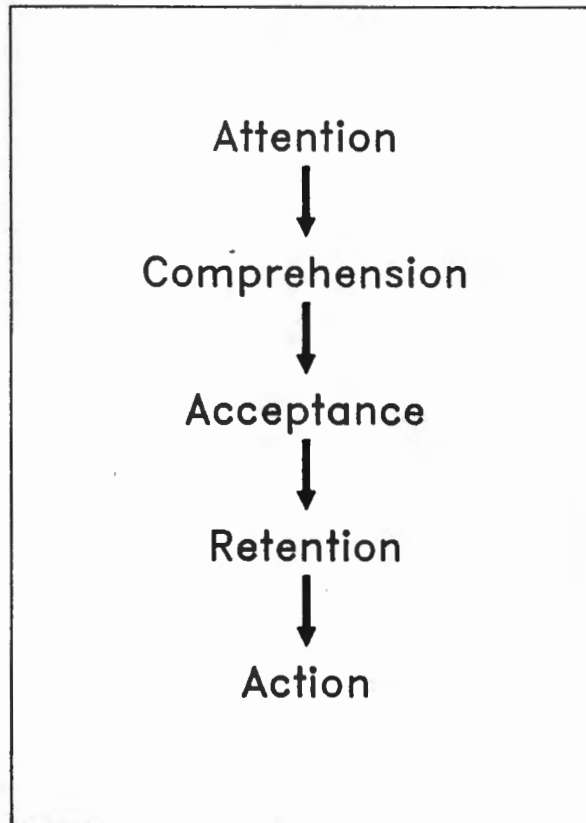 Attention
Comprehension
Acceptance
Retention
Action